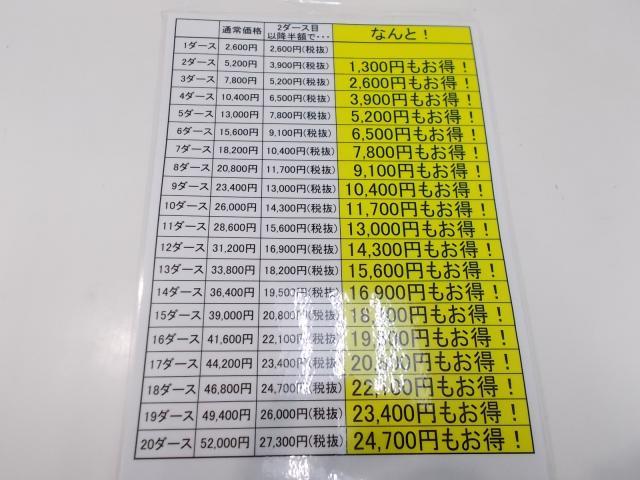 通常価格 2ダース目 以降半額で・・・ なんと！
1ダース 2,600円 2,600円(税抜)
2ダース 5,200円 3,900円(税抜) 1,300円もお得！
3ダース 7,800円 5,200円(税抜) 2,600円もお得！
4ダース 10,400円 6,500円(税抜) 3,900円もお得！
5ダース 13,000円 7,800円(税抜) 5,200円もお得！
6ダース 15,600円 9,100円(税抜) 6,500円もお得！
7ダース 18,200円 10,400円(税抜) 7,800円もお得！
8ダース 20,800円 11,700円(税抜) 9,100円もお得！
9ダース 23,400円 13,000円(税抜) 10,400円もお得！
10ダース 26,000円 14,300円(税抜) 11,700円もお得！
11ダース 28,600円 15,600円(税抜) 13,000円もお得！
12ダース 31,200円 16,900円(税抜) 14,300円もお得！
13ダース 33,800円 18,200円(税抜) 15,600円もお得！
14ダース 36,400円 19,500円(税抜) 16,900円もお得！
15ダース 39,000円 20,800円(税抜) 18,200円もお得！
16ダース 41,600円 22,100円(税抜) 19,500円もお得！
17ダース 44,200円 23,400円(税抜) 20,800円もお得！
18ダース 46,800円 24,700円(税抜) 22,100円もお得！
19ダース 49,400円 26,000円(税抜) 23,400円もお得！
20ダース 52,000円 27,300円(税抜) 24,700円もお得！